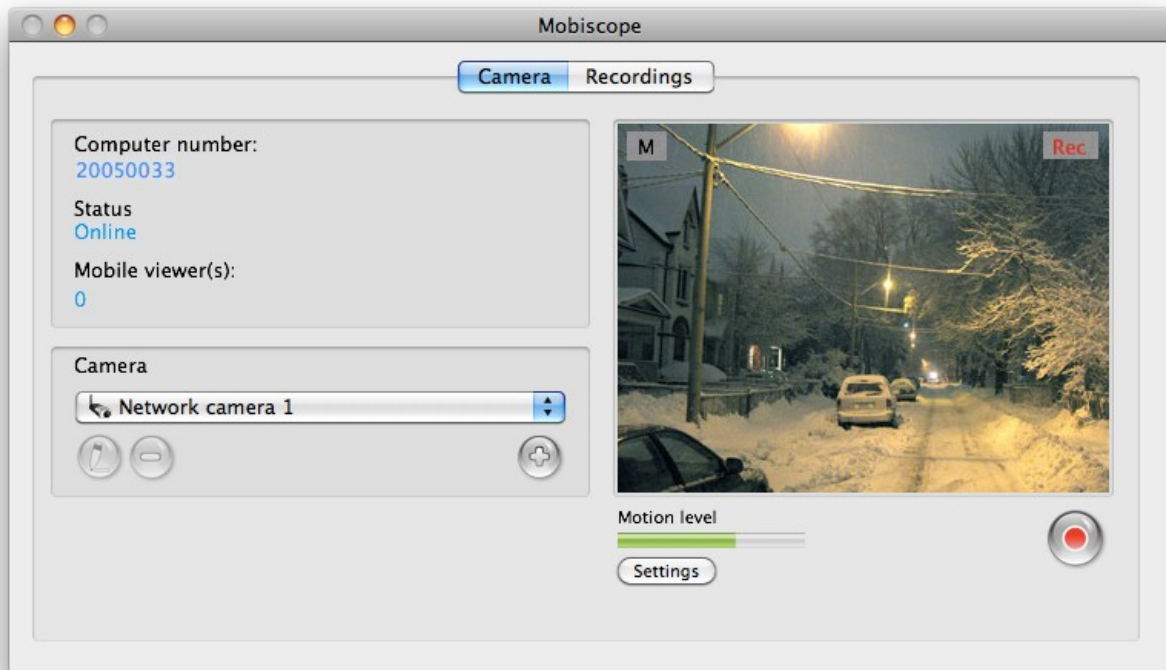 Mobiscope
Camera Recordings
Computer number:
20050033
Status
Online
Mobile viewer(s):
0
Camera
Network camera 1
M Rec
Motion level
Settings